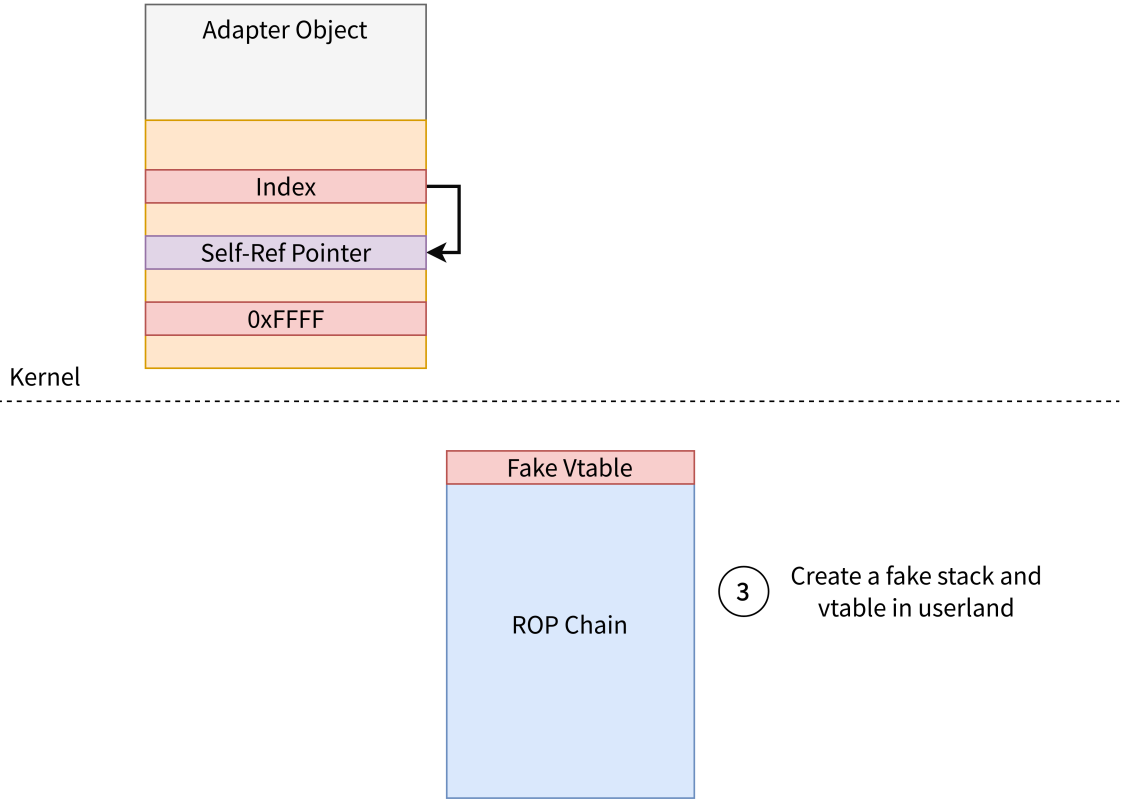 Adapter Object
Index
Self-Ref Pointer
0xFFFF
Kernel
Fake Vtable
ROP Chain
3
Create a fake stack and
vtable in userland